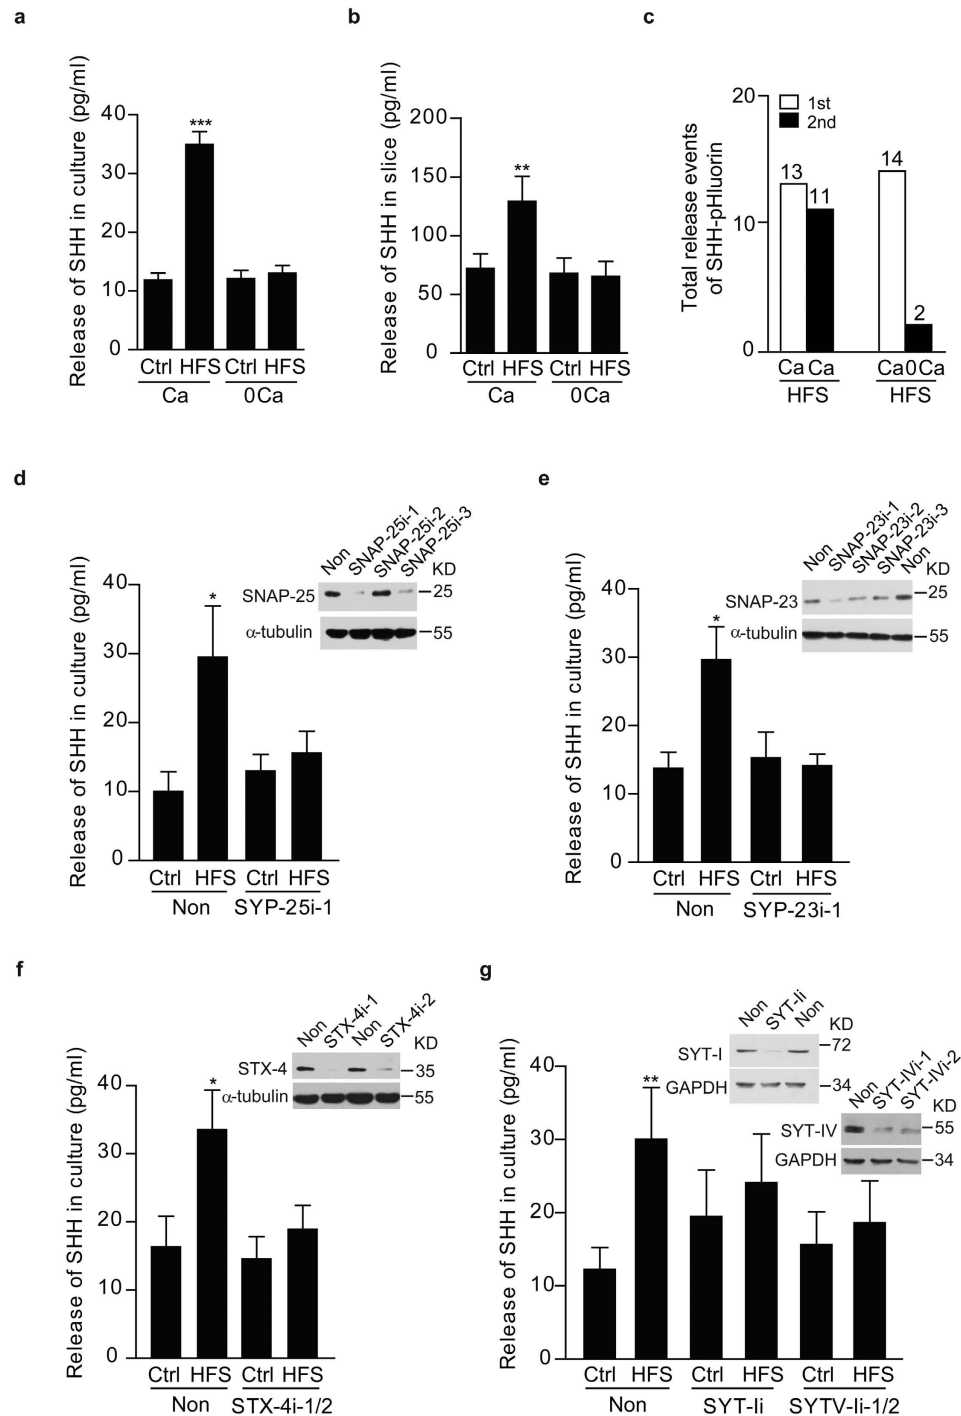 a
Release of SHH in culture (pg/ml)
40
30
20
10
0
***
Ctrl HFS Ctrl HFS
Ca 0Ca
b
Release of SHH in slice (pg/ml)
200
150
100
50
0
**
Ctrl HFS Ctrl HFS
Ca 0Ca
c
Total release events
of SHH-pHluorin
20
10
0
1st
2nd
13
11
14
2
Ca Ca Ca 0Ca
HFS HFS
d
Release of SHH in culture (pg/ml)
40
30
20
10
0
*
Non SNAP-25i-1 SNAP-25i-2 SNAP-25i-3 KD
SNAP-25 25
α-tubulin 55
Ctrl HFS Ctrl HFS
Non SYP-25i-1
e
Release of SHH in culture (pg/ml)
40
30
20
10
0
*
Non SNAP-23i-1 SNAP-23i-2 SNAP-23i-3 Non KD
SNAP-23 25
α-tubulin 55
Ctrl HFS Ctrl HFS
Non SYP-23i-1
f
Release of SHH in culture (pg/ml)
40
30
20
10
0
*
Non STX-4i-1 Non STX-4i-2 KD
STX-4 35
α-tubulin 55
Ctrl HFS Ctrl HFS
Non STX-4i-1/2
g
Release of SHH in culture (pg/ml)
40
30
20
10
0
**
Non SYT-Ii Non KD
SYT-I 72
GAPDH 34
Non SYT-IVi-1 SYT-IVi-2 KD
SYT-IV 55
GAPDH 34
Ctrl HFS Ctrl HFS Ctrl HFS
Non SYT-Ii SYTV-Ii-1/2